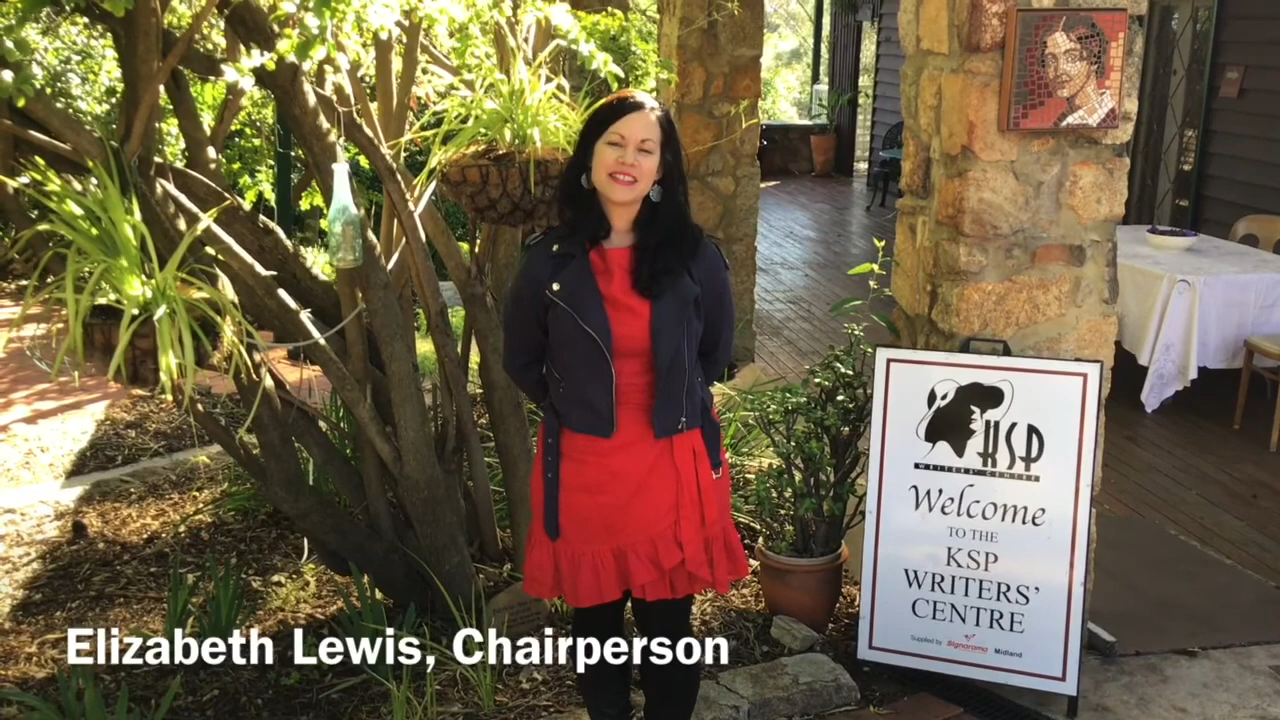 KSP
WRITERS' CENTRE
Welcome
TO THE
KSP
WRITERS'
CENTRE
Supplied by Signarama Midland
Elizabeth Lewis, Chairperson